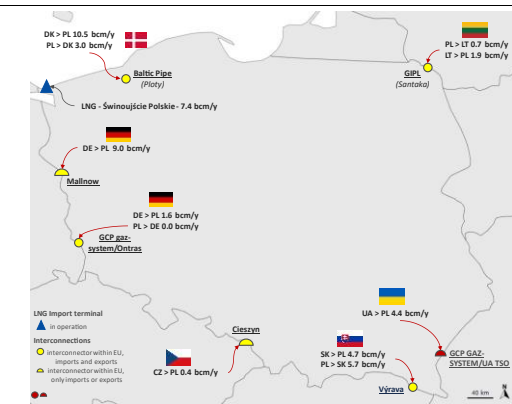 DK > PL 10.5 bcm/y
PL > DK 3.0 bcm/y
Baltic Pipe
(Płoty)
PL > LT 0.7 bcm/y
LT > PL 1.9 bcm/y
GIPL
(Santaka)
LNG - Świnoujście Polskie - 7.4 bcm/y
DE > PL 9.0 bcm/y
Mallnow
DE > PL 1.6 bcm/y
PL > DE 0.0 bcm/y
GCP gaz-
system/Ontras
UA > PL 4.4 bcm/y
GCP GAZ-
SYSTEM/UA TSO
Cieszyn
CZ > PL 0.4 bcm/y
SK > PL 4.7 bcm/y
PL > SK 5.7 bcm/y
Výrava
LNG Import terminal
in operation
Interconnections
interconnector within EU,
imports and exports
interconnector within EU,
only imports or exports
40 km
N